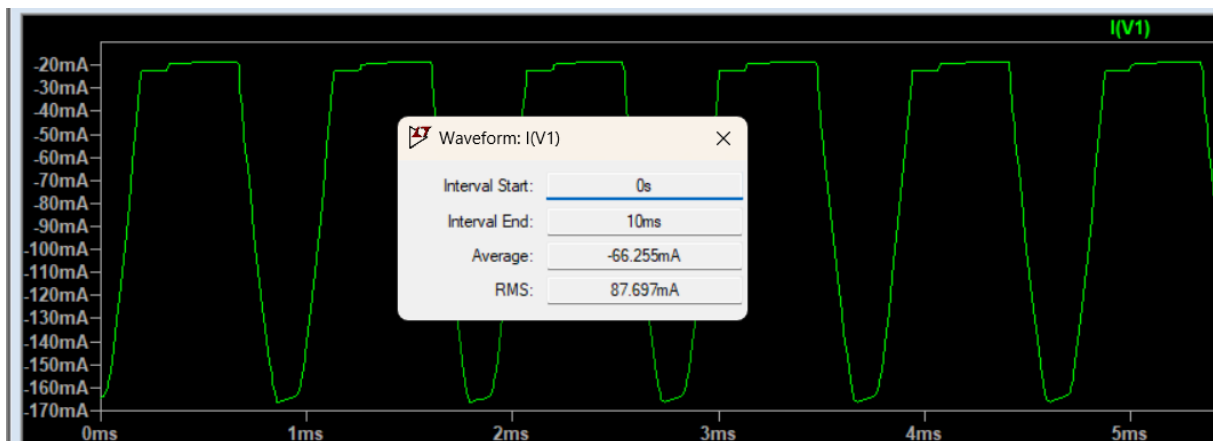 I(V1)
-20mA
-30mA
-40mA
-50mA
-60mA
-70mA
-80mA
-90mA
-100mA
-110mA
-120mA
-130mA
-140mA
-150mA
-160mA
-170mA
Waveform: I(V1)
Interval Start: 0s
Interval End: 10ms
Average: -66.255mA
RMS: 87.697mA
0ms 1ms 2ms 3ms 4ms 5ms